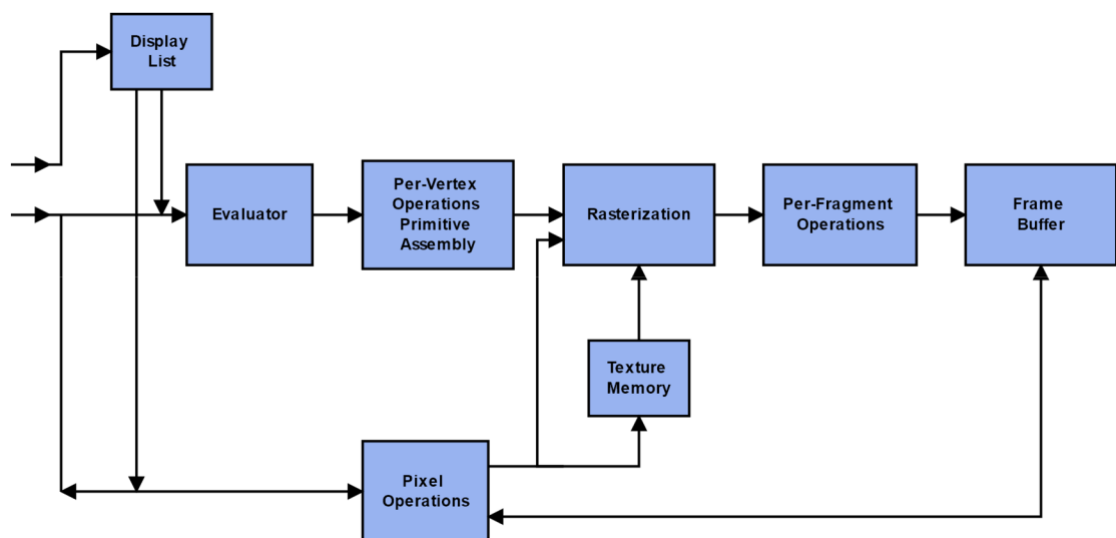 Display
List
Evaluator
Per-Vertex
Operations
Primitive
Assembly
Rasterization
Per-Fragment
Operations
Frame
Buffer
Texture
Memory
Pixel
Operations